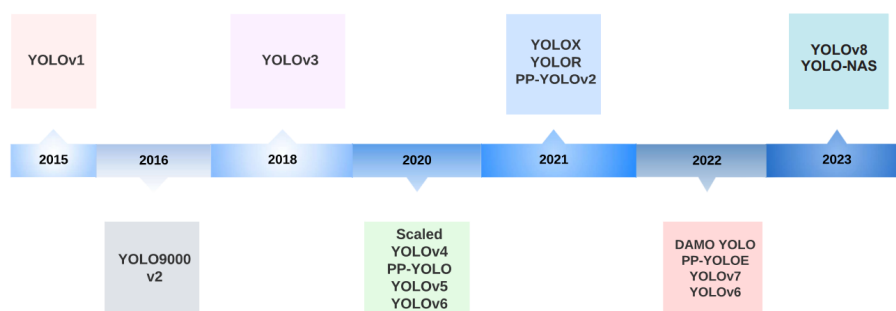 YOLOv1
YOLOv3
YOLOX
YOLOR
PP-YOLOv2
YOLOv8
YOLO-NAS
2015
2016
2018
2020
2021
2022
2023
YOLO9000
v2
Scaled
YOLOv4
PP-YOLO
YOLOv5
YOLOv6
DAMO YOLO
PP-YOLOE
YOLOv7
YOLOv6